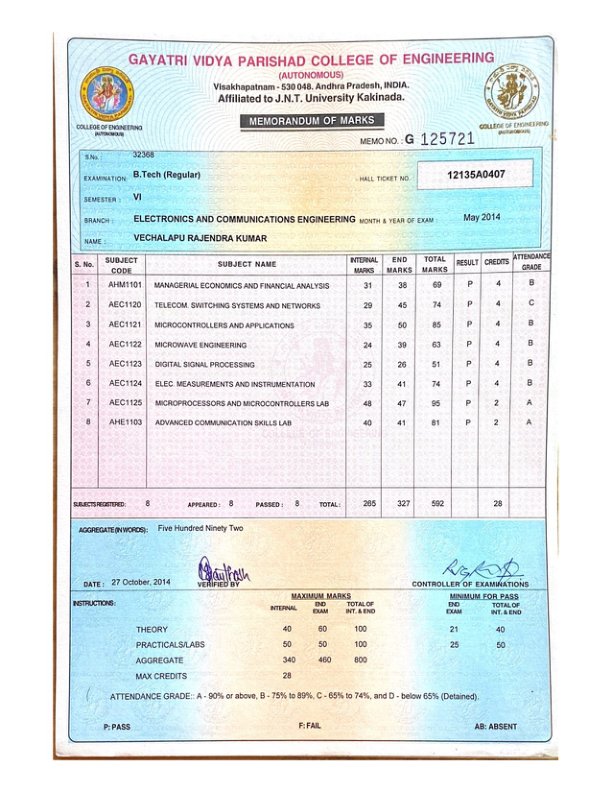 GAYATRI VIDYA PARISHAD COLLEGE OF ENGINEERING
(AUTONOMOUS)
Visakhapatnam - 530 048. Andhra Pradesh, INDIA.
Affiliated to J.N.T. University Kakinada.
COLLEGE OF ENGINEERING
(AUTONOMOUS)
COLLEGE OF ENGINEERING
(AUTONOMOUS)
MEMORANDUM OF MARKS
MEMO NO. : G 125721
S.No. 32368
EXAMINATION: B.Tech (Regular) HALL TICKET NO. 12135A0407
SEMESTER : VI
BRANCH : ELECTRONICS AND COMMUNICATIONS ENGINEERING MONTH & YEAR OF EXAM : May 2014
NAME : VECHALAPU RAJENDRA KUMAR
S. No. SUBJECT CODE SUBJECT NAME INTERNAL MARKS END MARKS TOTAL MARKS RESULT CREDITS ATTENDANCE GRADE
1 AHM1101 MANAGERIAL ECONOMICS AND FINANCIAL ANALYSIS 31 38 69 P 4 B
2 AEC1120 TELECOM. SWITCHING SYSTEMS AND NETWORKS 29 45 74 P 4 C
3 AEC1121 MICROCONTROLLERS AND APPLICATIONS 35 50 85 P 4 B
4 AEC1122 MICROWAVE ENGINEERING 24 39 63 P 4 B
5 AEC1123 DIGITAL SIGNAL PROCESSING 25 26 51 P 4 B
6 AEC1124 ELEC. MEASUREMENTS AND INSTRUMENTATION 33 41 74 P 4 B
7 AEC1125 MICROPROCESSORS AND MICROCONTROLLERS LAB 48 47 95 P 2 A
8 AHE1103 ADVANCED COMMUNICATION SKILLS LAB 40 41 81 P 2 A
SUBJECTS REGISTERED: 8 APPEARED : 8 PASSED : 8 TOTAL: 265 327 592 28
AGGREGATE (IN WORDS): Five Hundred Ninety Two
DATE : 27 October, 2014 VERIFIED BY CONTROLLER OF EXAMINATIONS
INSTRUCTIONS: MAXIMUM MARKS MINIMUM FOR PASS
INTERNAL END EXAM TOTAL OF INT. & END END EXAM TOTAL OF INT. & END
THEORY 40 60 100 21 40
PRACTICALS/LABS 50 50 100 25 50
AGGREGATE 340 460 800
MAX CREDITS 28
ATTENDANCE GRADE:: A - 90% or above, B - 75% to 89%, C - 65% to 74%, and D - below 65% (Detained).
P: PASS F: FAIL AB: ABSENT